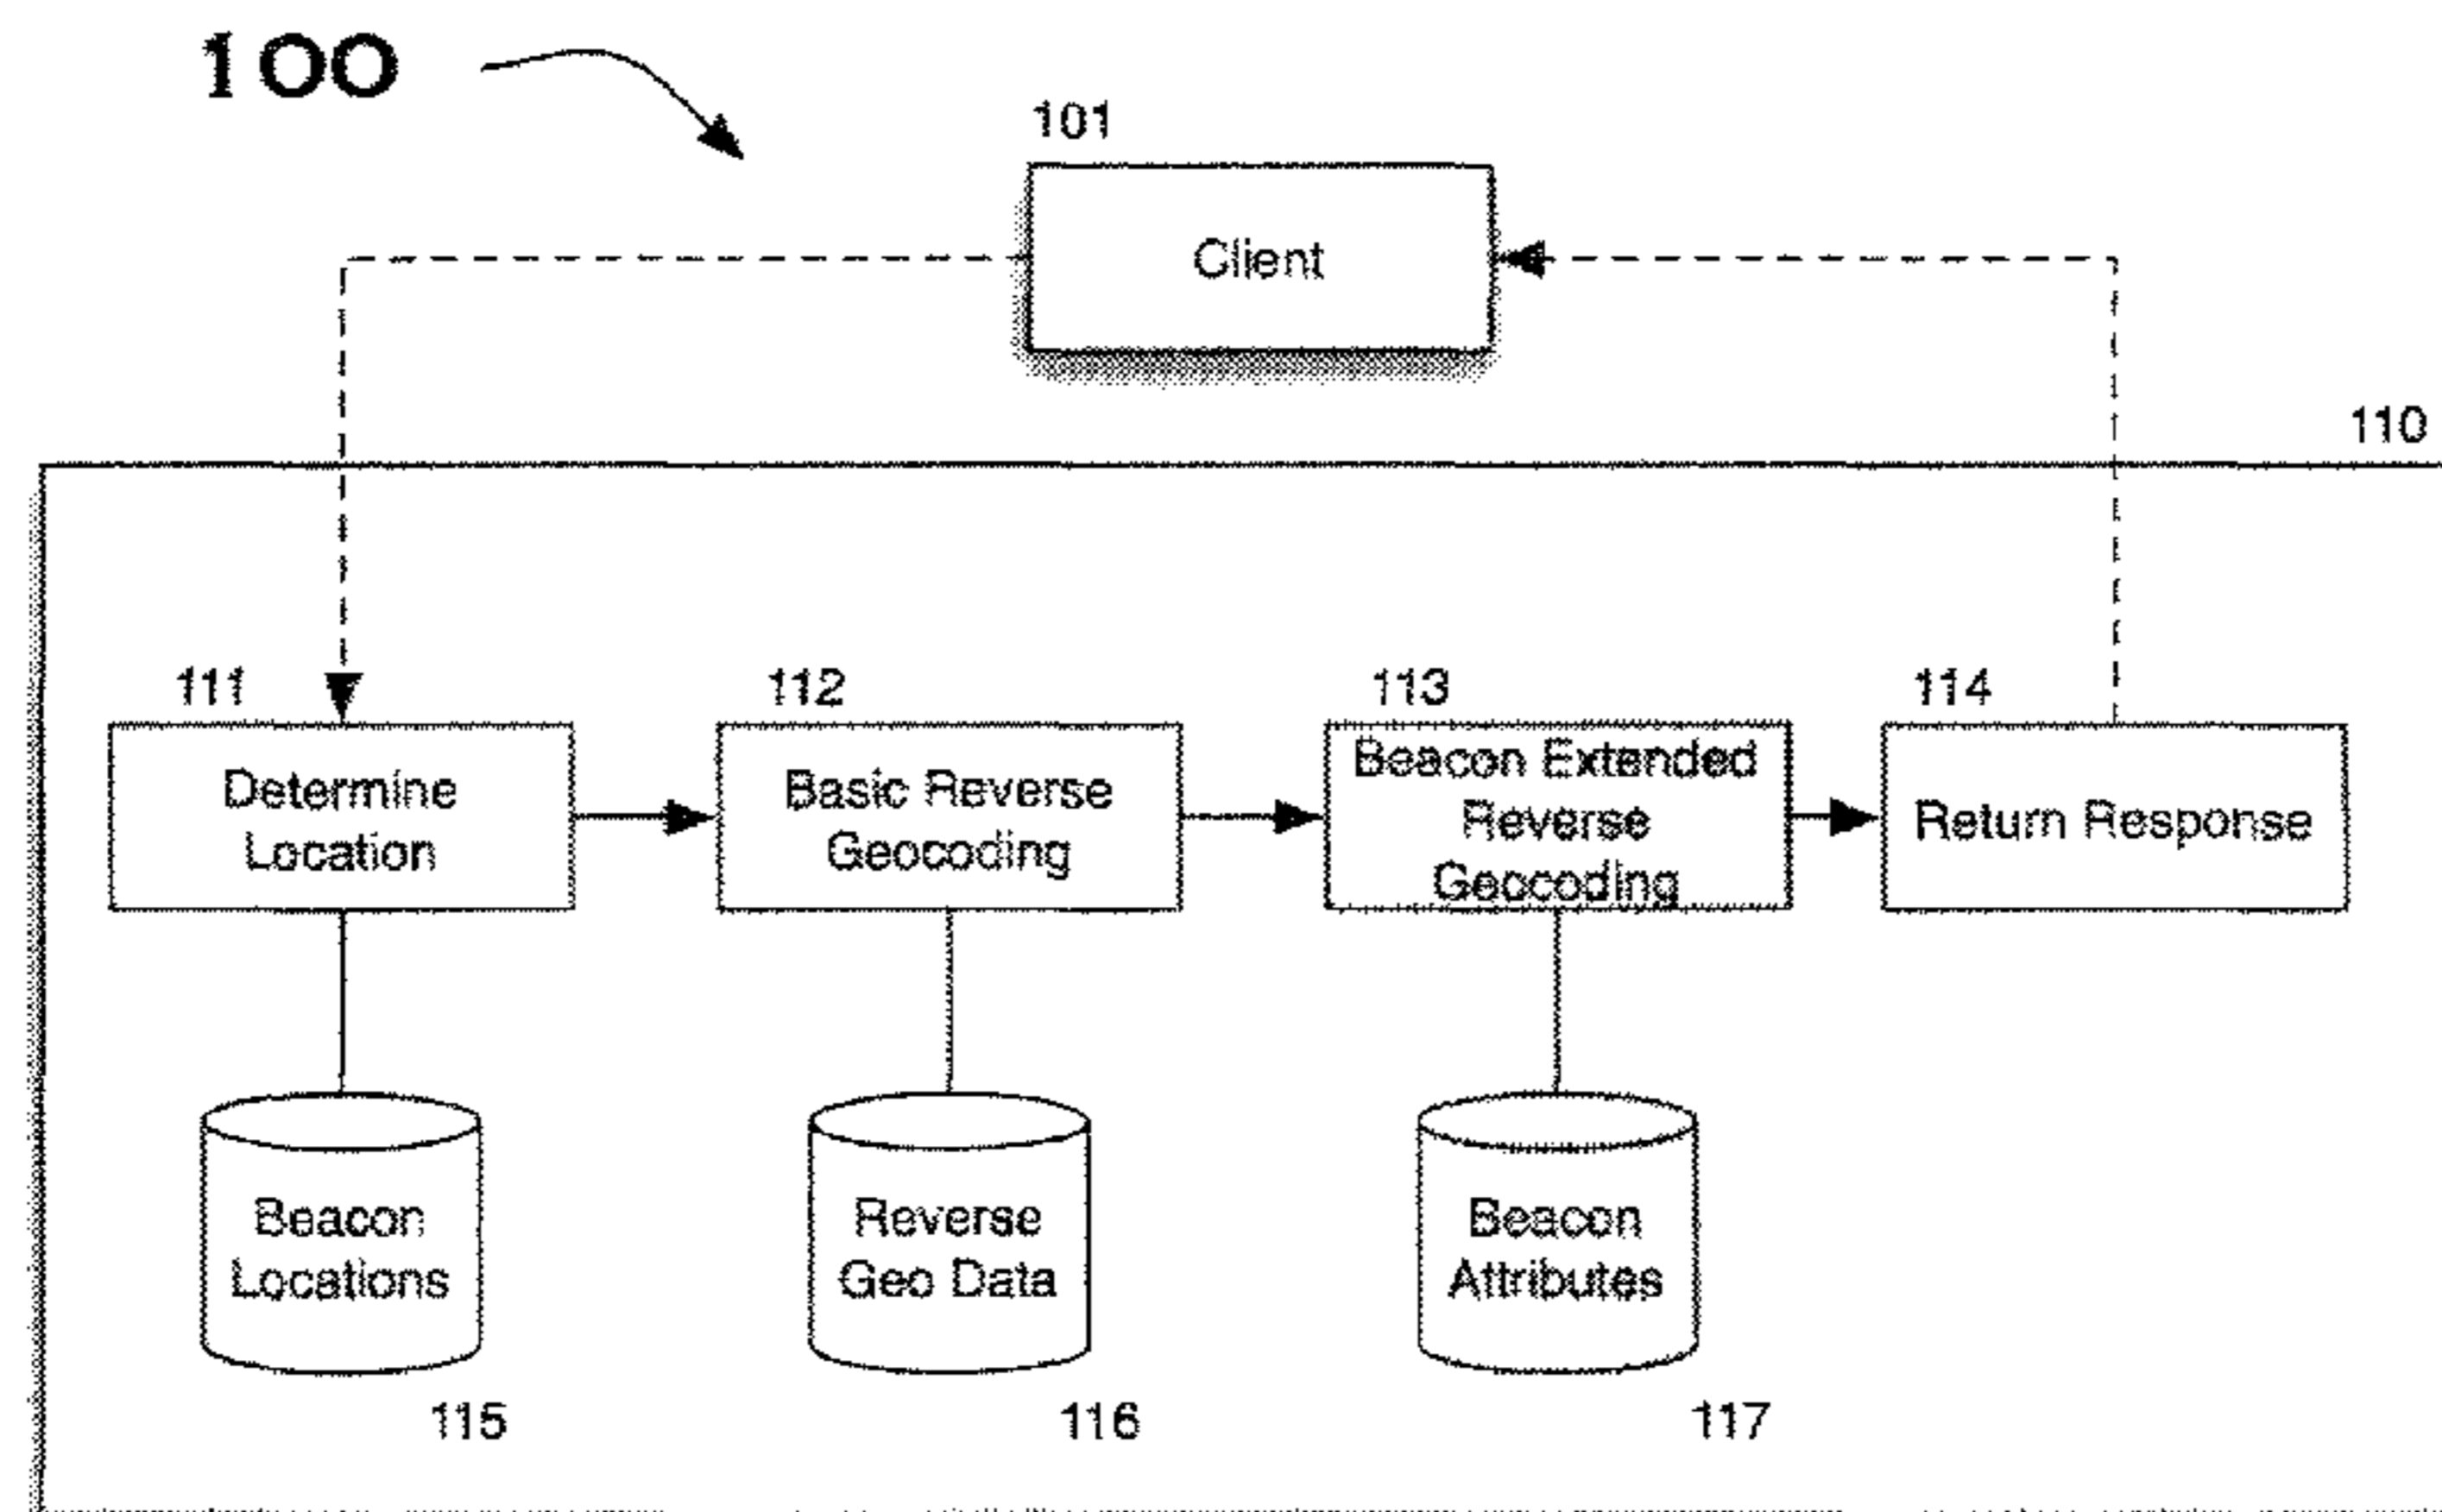 100
101
Client
110
111
112
113
114
Determine
Location
Basic Reverse
Geocoding
Beacon Extended
Reverse
Geocoding
Return Response
Beacon
Locations
Reverse
Geo Data
Beacon
Attributes
115
116
117